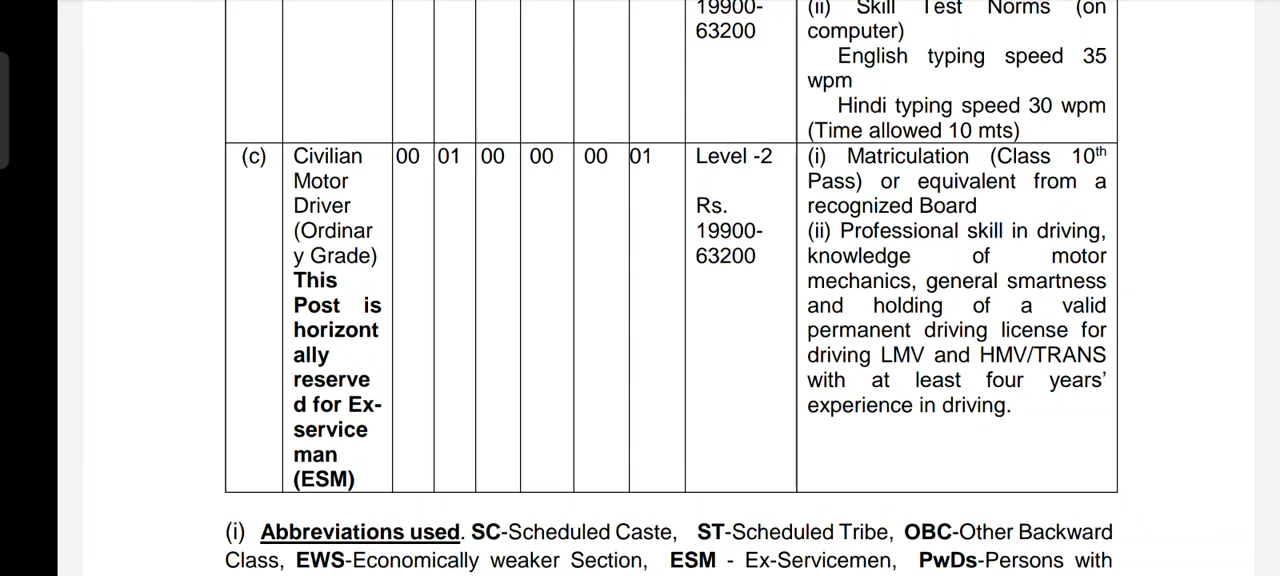 19900-
63200
(ii) Skill Test Norms (on
computer)
English typing speed 35
wpm
Hindi typing speed 30 wpm
(Time allowed 10 mts)
(c)
Civilian
Motor
Driver
(Ordinar
y Grade)
This
Post is
horizont
ally
reserve
d for Ex-
service
man
(ESM)
00
01
00
00
00
01
Level -2
Rs.
19900-
63200
(i) Matriculation (Class 10th
Pass) or equivalent from a
recognized Board
(ii) Professional skill in driving,
knowledge of motor
mechanics, general smartness
and holding of a valid
permanent driving license for
driving LMV and HMV/TRANS
with at least four years’
experience in driving.
(i) Abbreviations used. SC-Scheduled Caste, ST-Scheduled Tribe, OBC-Other Backward
Class, EWS-Economically weaker Section, ESM - Ex-Servicemen, PwDs-Persons with